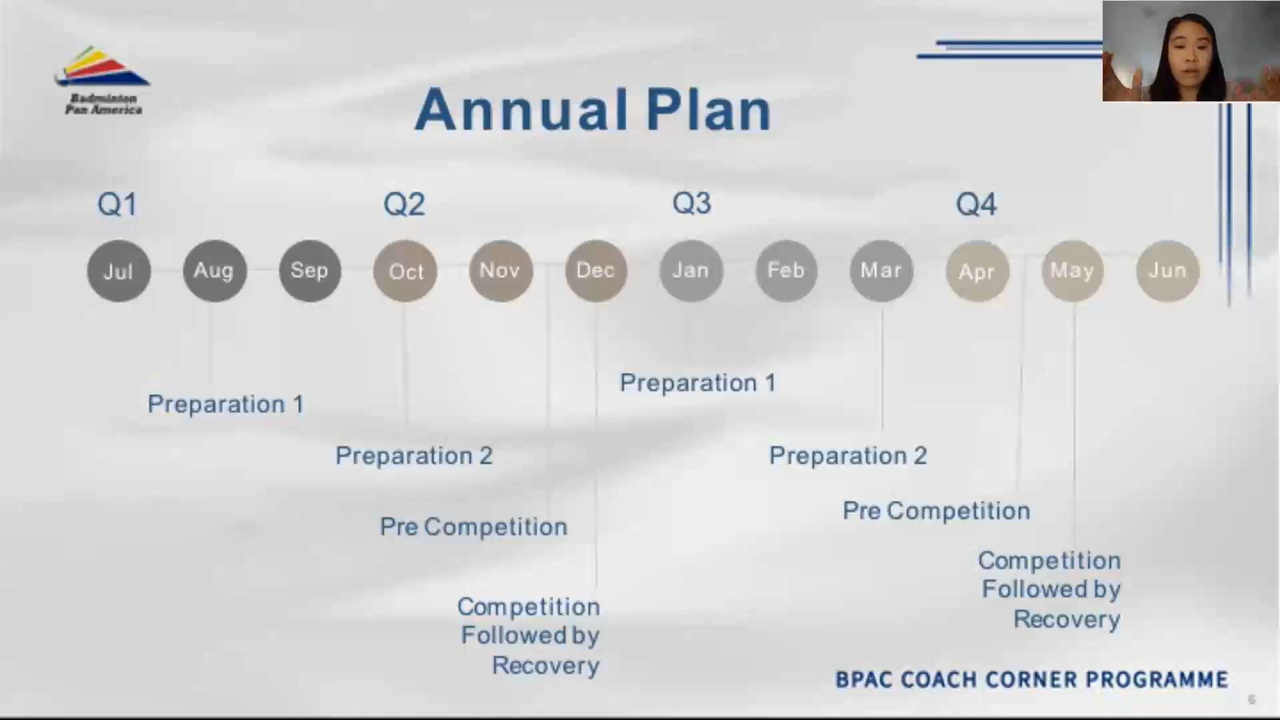 Badminton
Pan America
Annual Plan
Q1 Q2 Q3 Q4
Jul Aug Sep Oct Nov Dec Jan Feb Mar Apr May Jun
Preparation 1
Preparation 2
Pre Competition
Competition
Followed by
Recovery
Preparation 1
Preparation 2
Pre Competition
Competition
Followed by
Recovery
BPAC COACH CORNER PROGRAMME
6